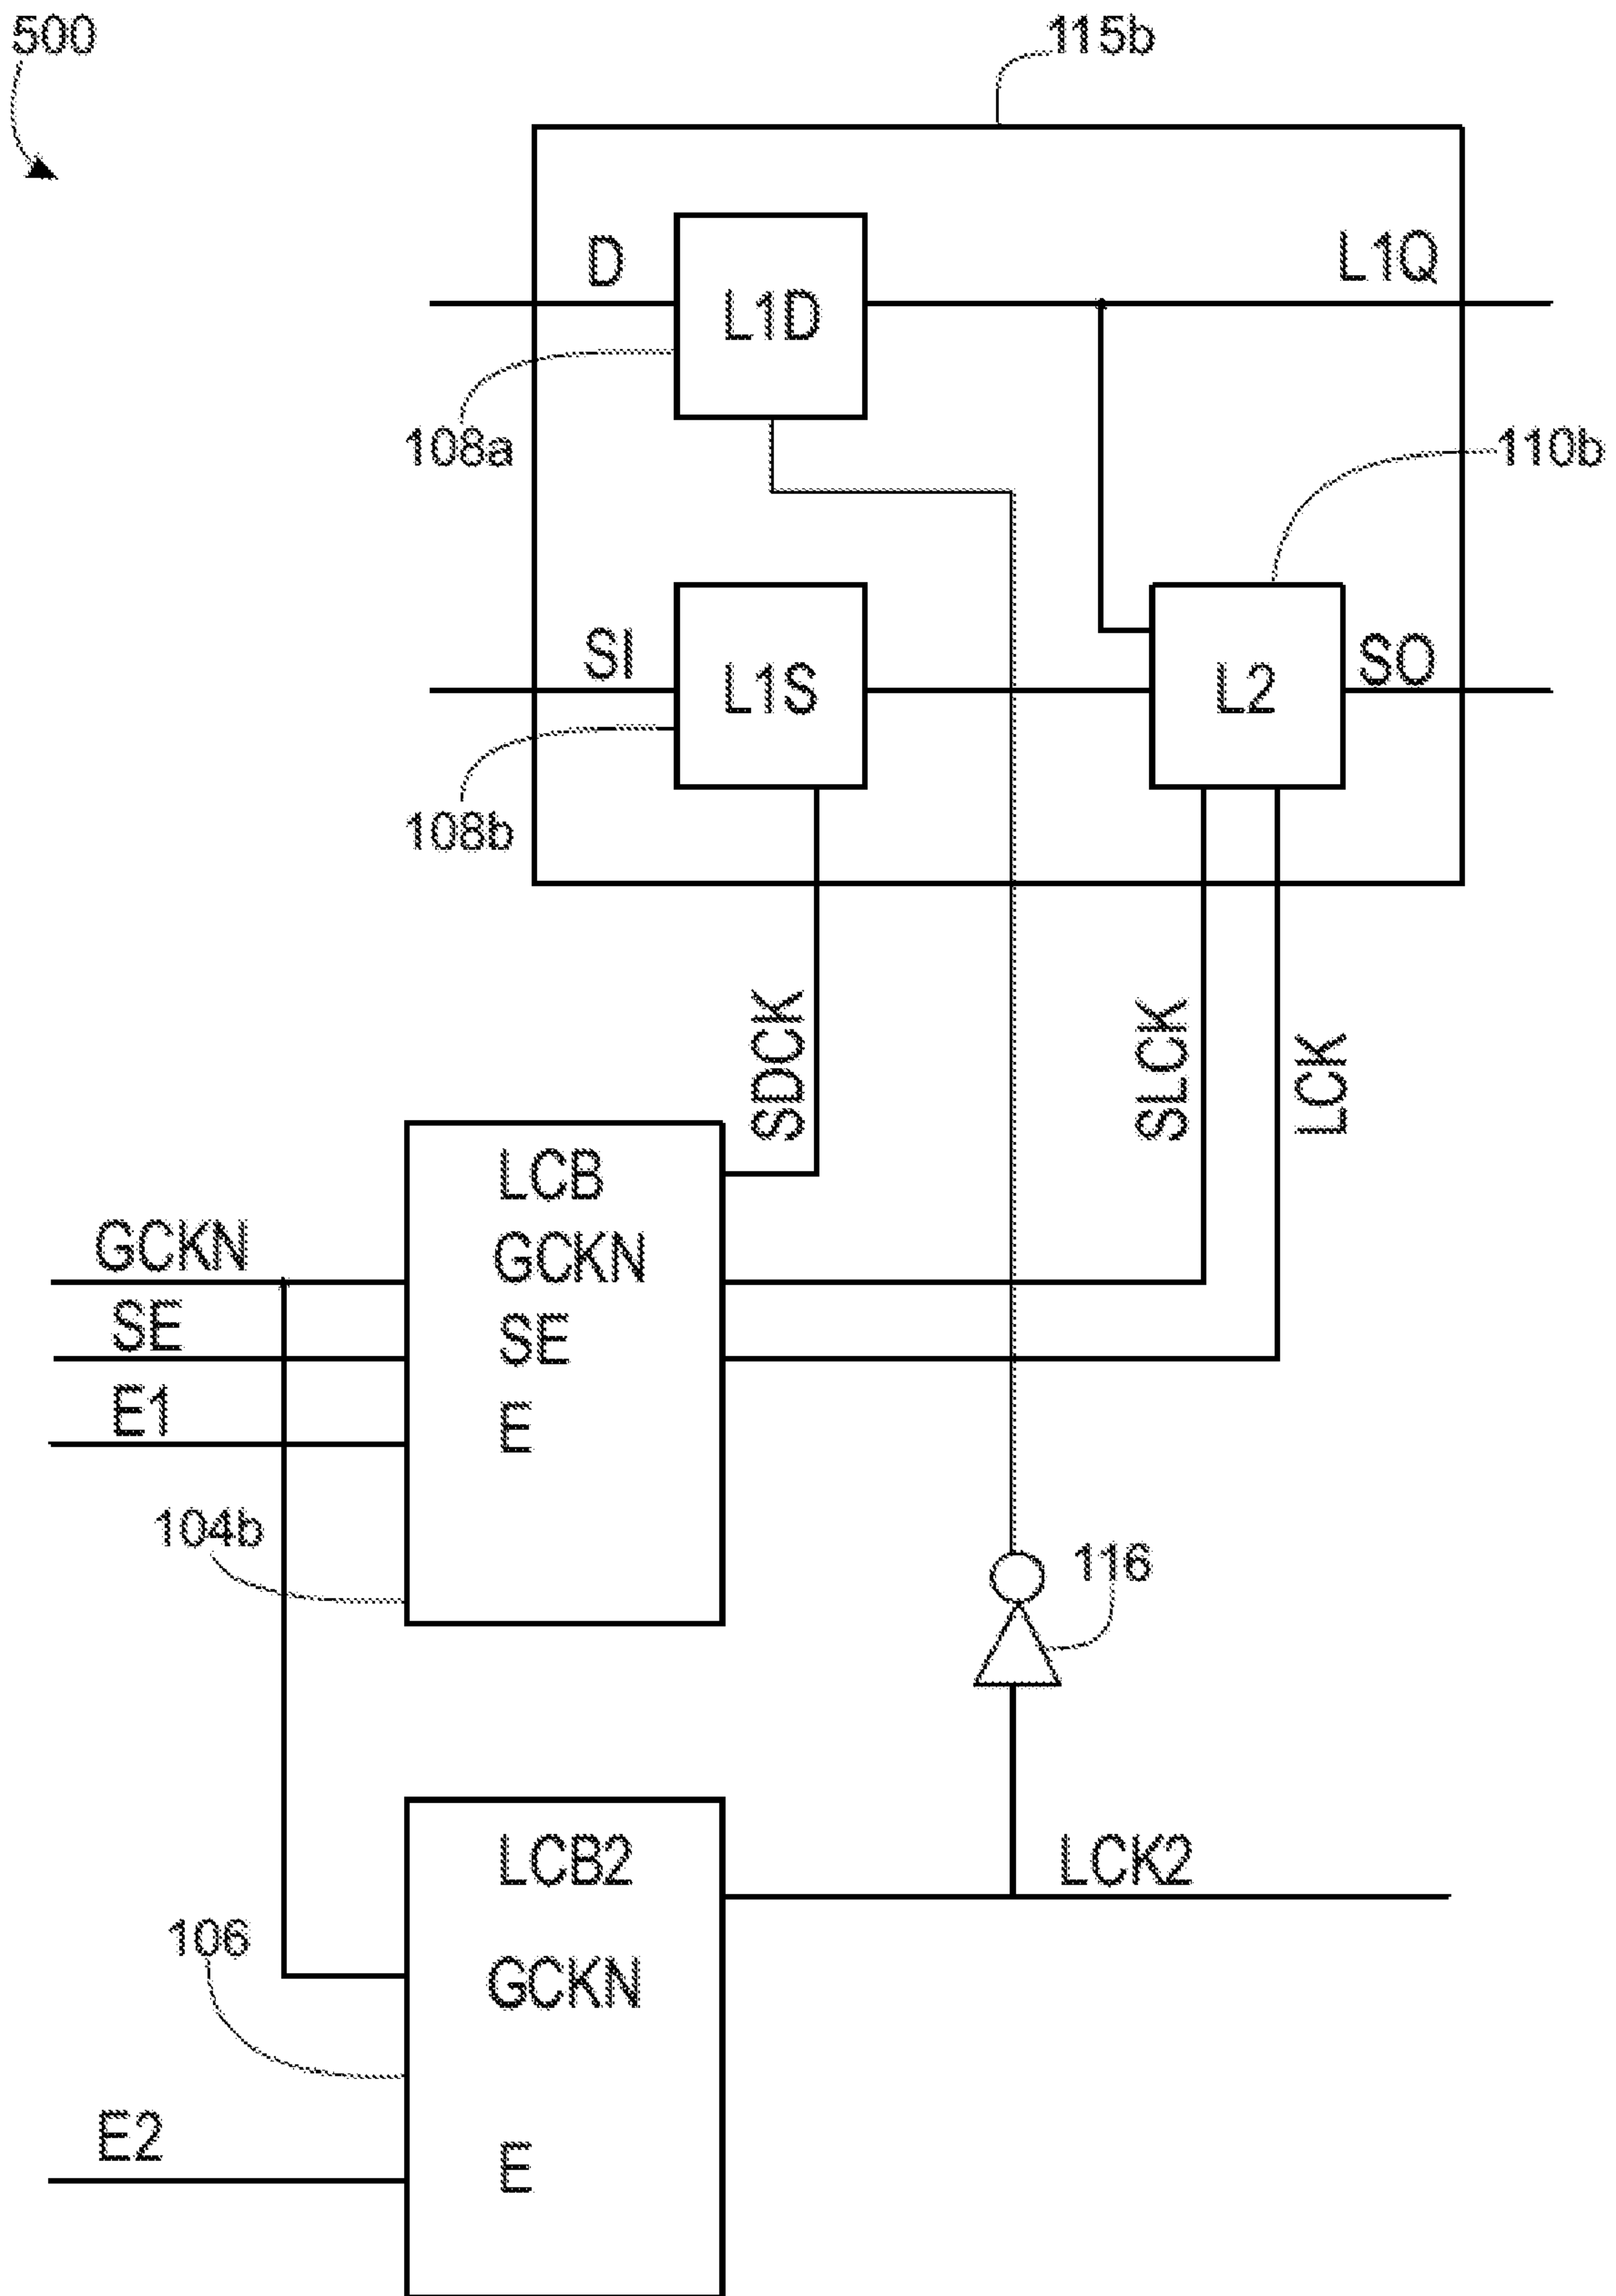 500
115b
D
L1D
L1Q
108a
110b
SI
L1S
L2
SO
108b
SDCK
SLCK
LCK
LCB
GCKN
GCKN
SE
SE
E1
E
104b
116
LCB2
LCK2
106
GCKN
E2
E